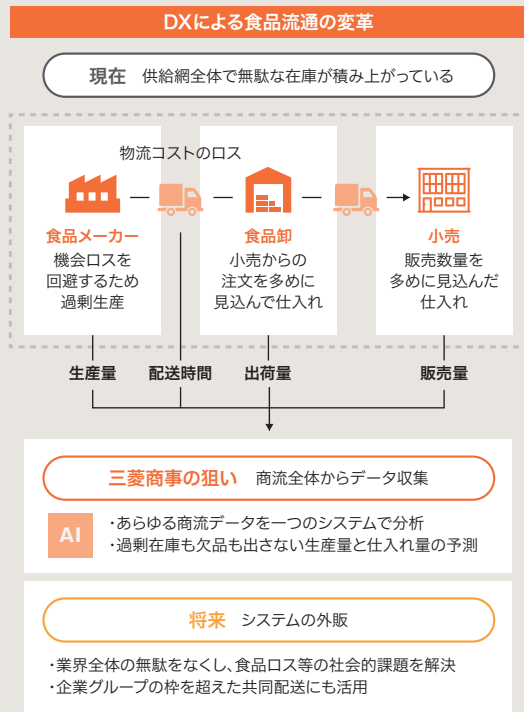 DXによる食品流通の変革
現在 供給網全体で無駄な在庫が積み上がっている
物流コストのロス
食品メーカー
機会ロスを
回避するため
過剰生産
食品卸
小売からの
注文を多めに
見込んで仕入れ
小売
販売数量を
多めに見込んだ
仕入れ
生産量 配送時間 出荷量 販売量
三菱商事の狙い 商流全体からデータ収集
AI
・あらゆる商流データを一つのシステムで分析
・過剰在庫も欠品も出さない生産量と仕入れ量の予測
将来 システムの外販
・業界全体の無駄をなくし、食品ロス等の社会的課題を解決
・企業グループの枠を超えた共同配送にも活用